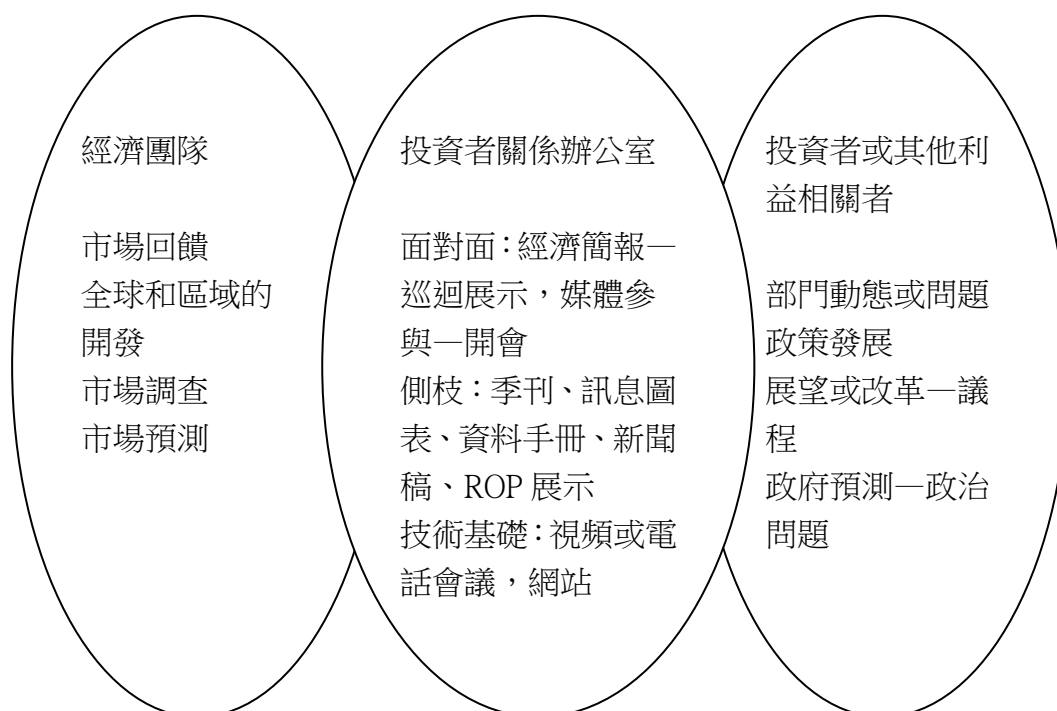 經濟團隊
市場回饋
全球和區域的
開發
市場調查
市場預測
投資者關係辦公室
面對面：經濟簡報—
巡迴展示，媒體參
與—開會
側枝：季刊、訊息圖
表、資料手冊、新聞
稿、ROP 展示
技術基礎：視頻或電
話會議，網站
投資者或其他利
益相關者
部門動態或問題
政策發展
展望或改革—議
程
政府預測—政治
問題